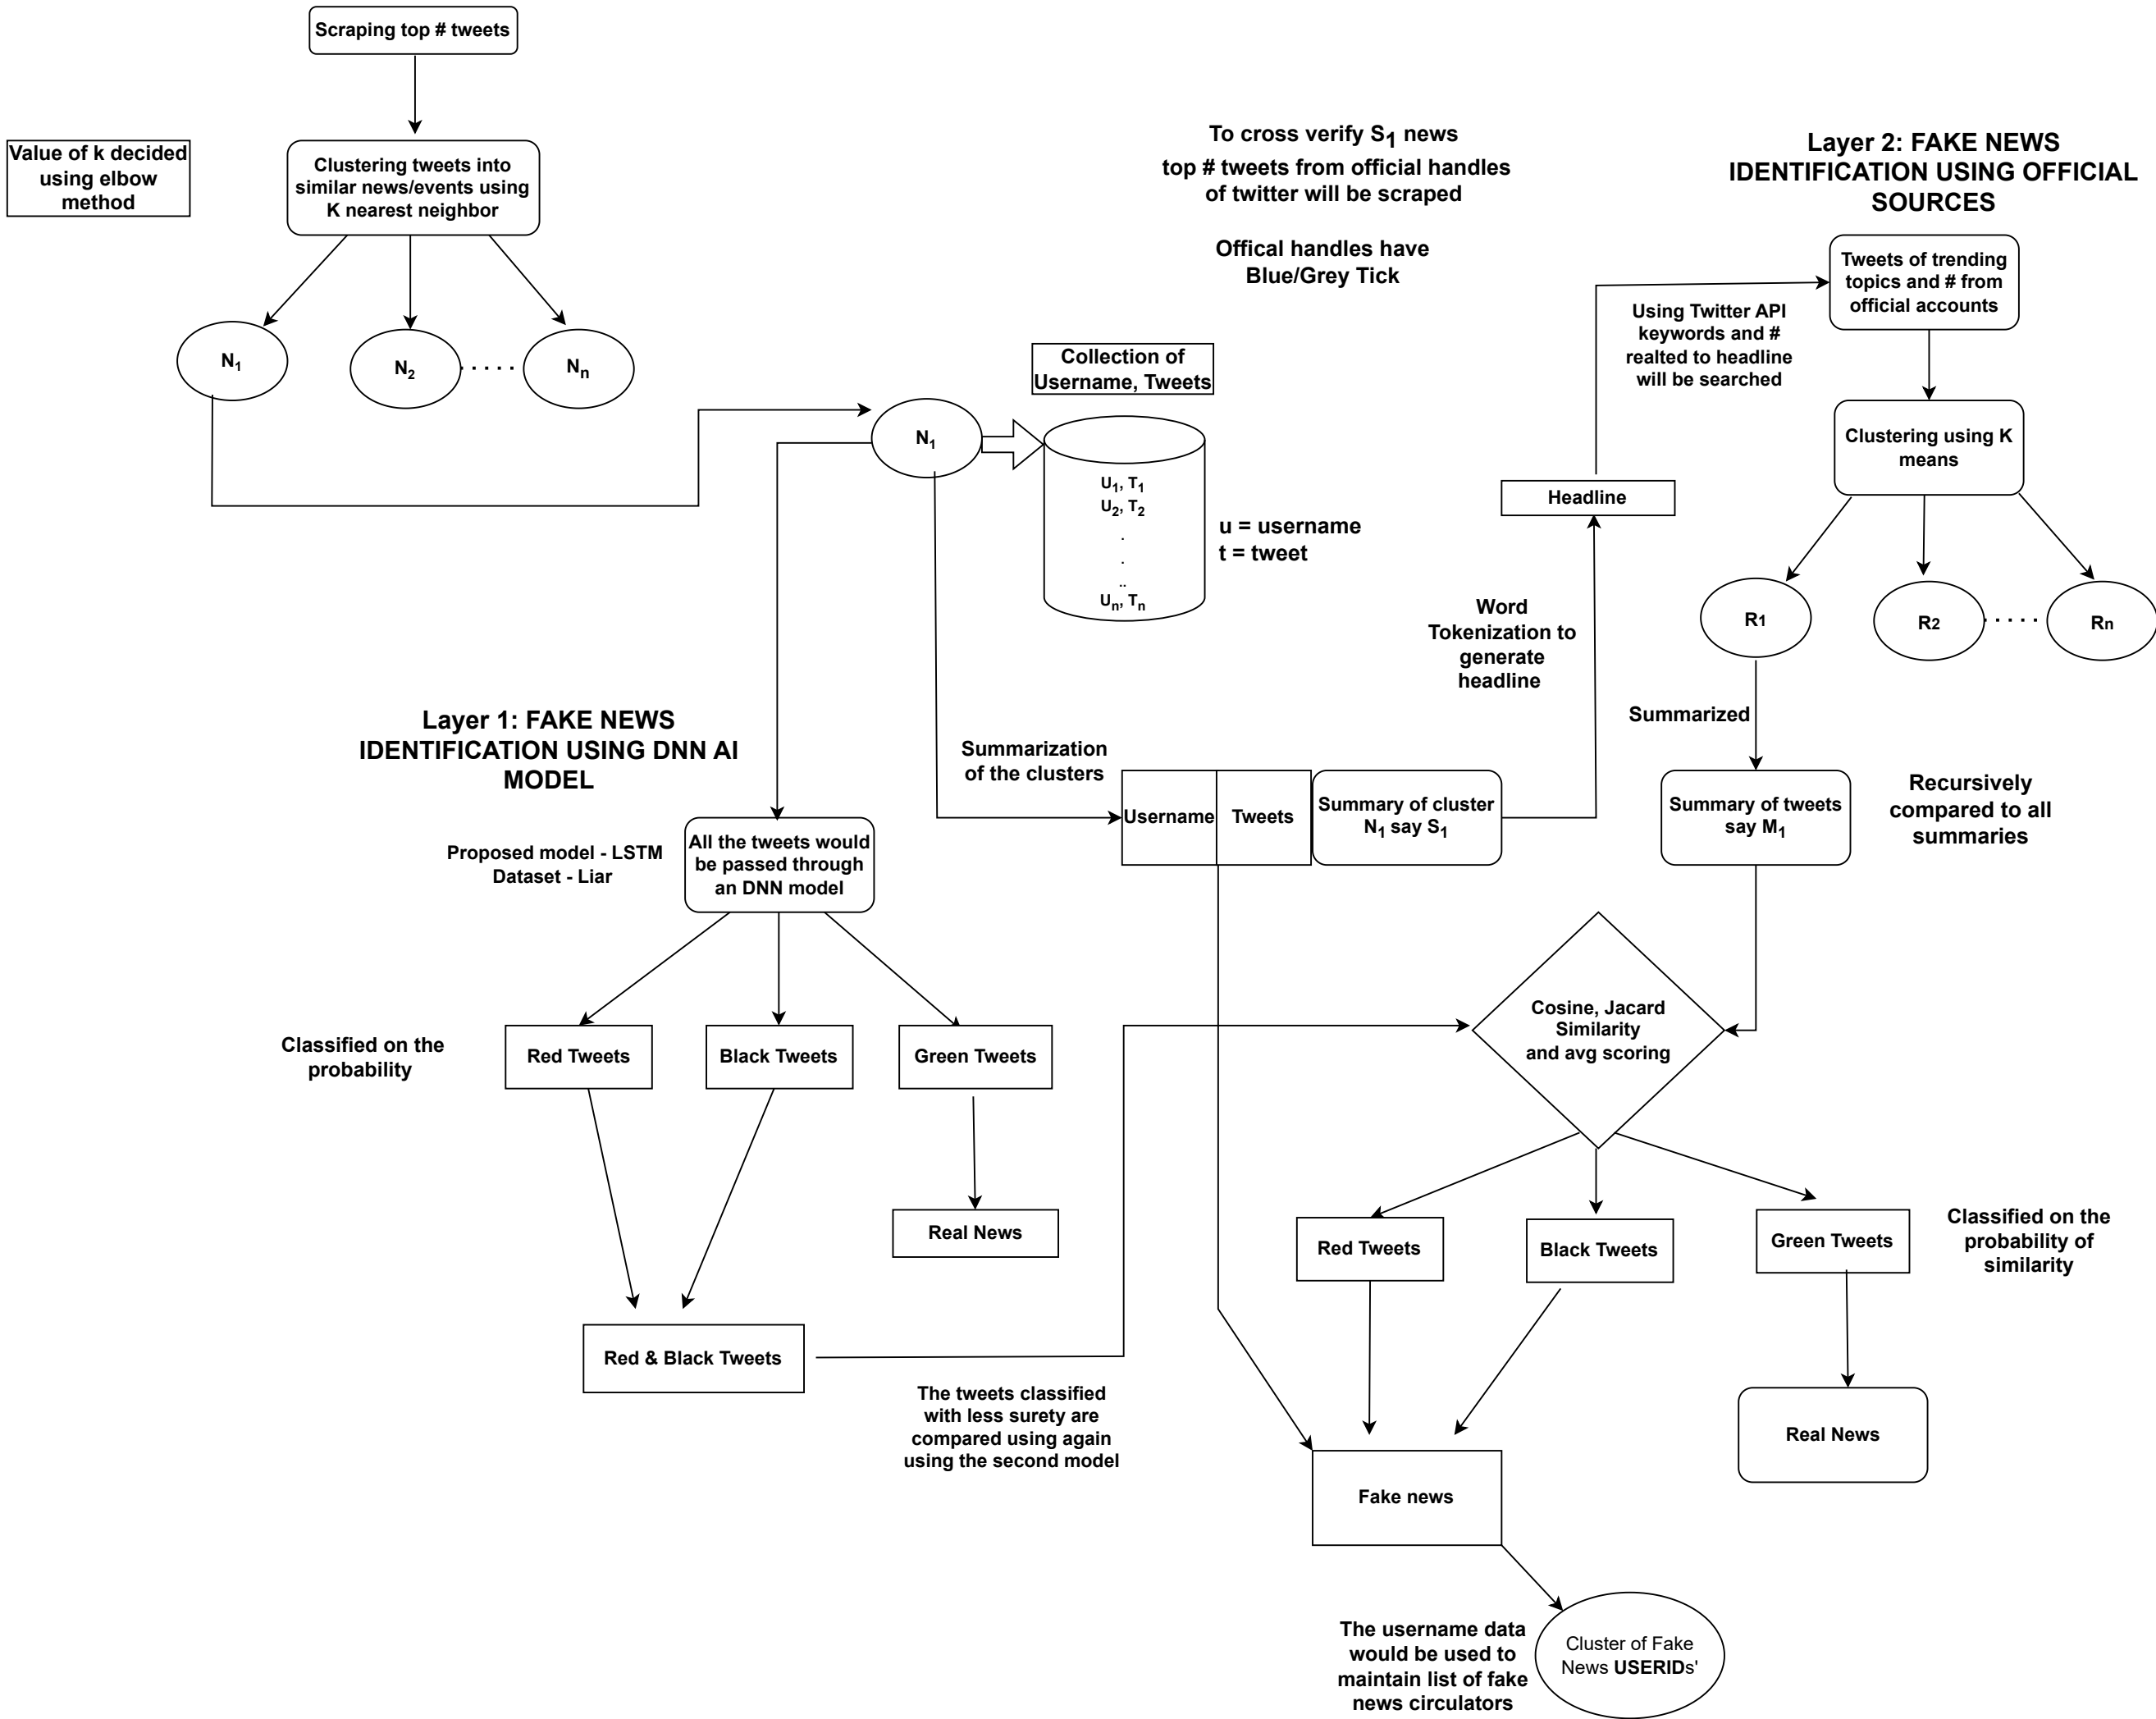 Scraping top # tweets
Value of k decided
using elbow
method
Clustering tweets into
similar news/events using
K nearest neighbor
N1
N2
. . . . .
Nn
To cross verify S1 news
top # tweets from official handles
of twitter will be scraped
Offical handles have
Blue/Grey Tick
Layer 2: FAKE NEWS
IDENTIFICATION USING OFFICIAL
SOURCES
Tweets of trending
topics and # from
official accounts
Using Twitter API
keywords and #
realted to headline
will be searched
Collection of
Username, Tweets
N1
U1, T1
U2, T2
.
.
..
Un, Tn
u = username
t = tweet
Headline
Clustering using K
means
R1
R2
. . . . .
Rn
Word
Tokenization to
generate
headline
Summarized
Layer 1: FAKE NEWS
IDENTIFICATION USING DNN AI
MODEL
Summarization
of the clusters
Username
Tweets
Summary of cluster
N1 say S1
Summary of tweets
say M1
Recursively
compared to all
summaries
Proposed model - LSTM
Dataset - Liar
All the tweets would
be passed through
an DNN model
Cosine, Jacard
Similarity
and avg scoring
Classified on the
probability
Red Tweets
Black Tweets
Green Tweets
Real News
Red & Black Tweets
The tweets classified
with less surety are
compared using again
using the second model
Red Tweets
Black Tweets
Green Tweets
Classified on the
probability of
similarity
Real News
Fake news
The username data
would be used to
maintain list of fake
news circulators
Cluster of Fake
News USERIDs'